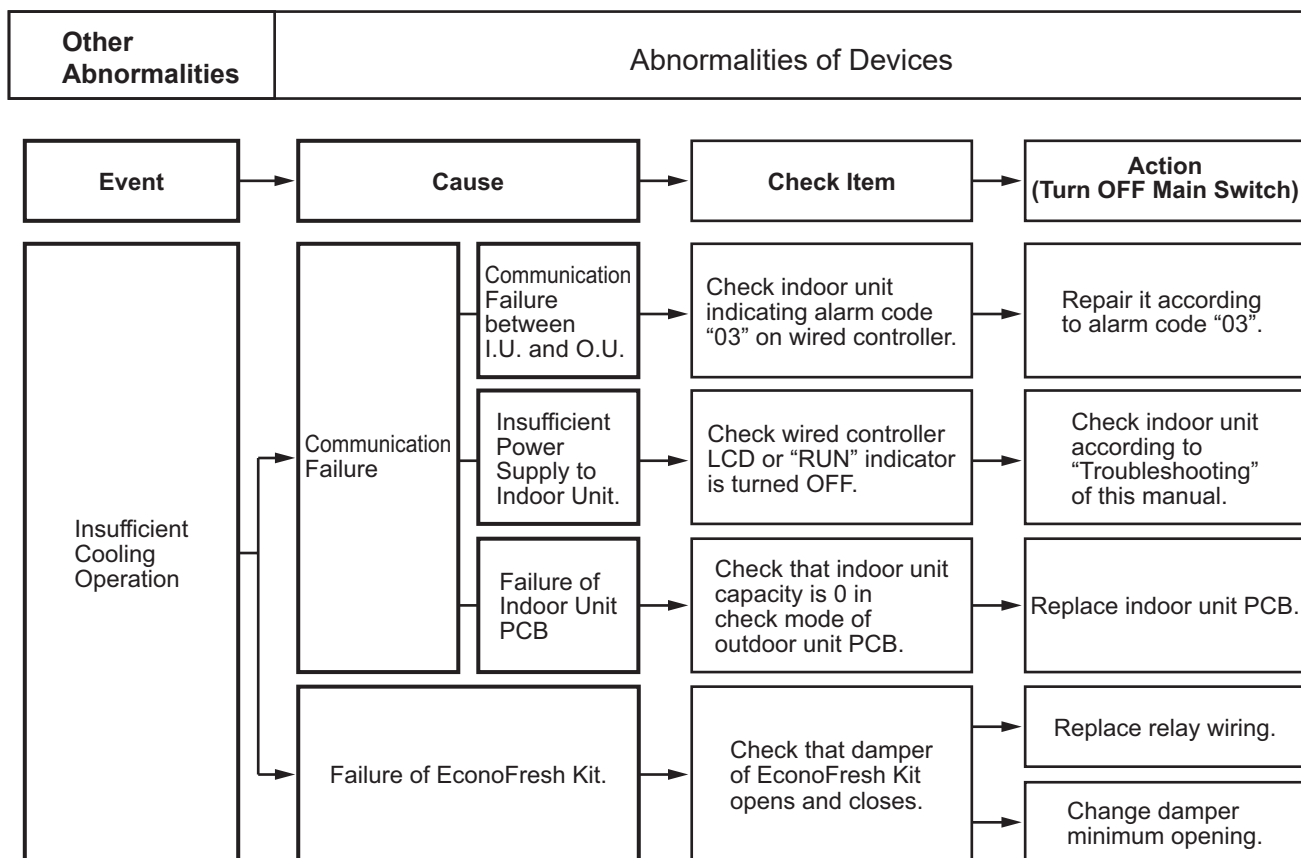 Other
Abnormalities
Abnormalities of Devices
Event
Cause
Check Item
Action
(Turn OFF Main Switch)
Insufficient
Cooling
Operation
Communication
Failure
Communication
Failure
between
I.U. and O.U.
Check indoor unit
indicating alarm code
“03” on wired controller.
Repair it according
to alarm code “03”.
Insufficient
Power
Supply to
Indoor Unit.
Check wired controller
LCD or “RUN” indicator
is turned OFF.
Check indoor unit
according to
“Troubleshooting”
of this manual.
Failure of
Indoor Unit
PCB
Check that indoor unit
capacity is 0 in
check mode of
outdoor unit PCB.
Replace indoor unit PCB.
Failure of EconoFresh Kit.
Check that damper
of EconoFresh Kit
opens and closes.
Replace relay wiring.
Change damper
minimum opening.